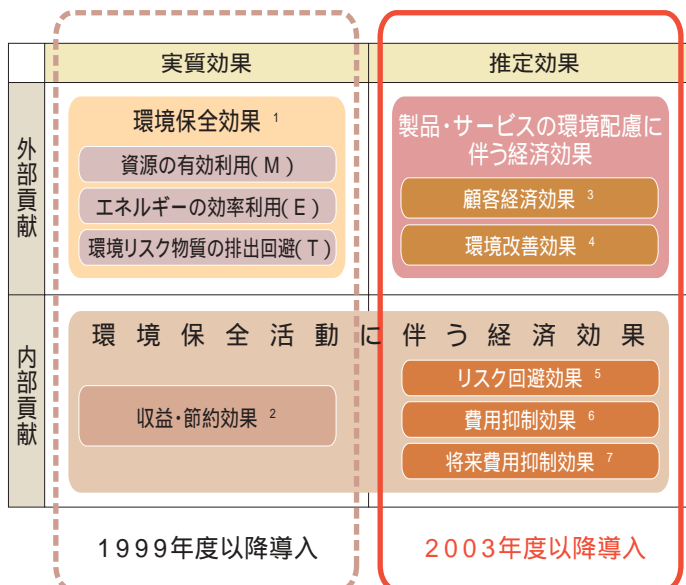 実質効果
推定効果
外部貢献
環境保全効果 1
資源の有効利用(M)
エネルギーの効率利用(E)
環境リスク物質の排出回避(T)
製品・サービスの環境配慮に
伴う経済効果
顧客経済効果 3
環境改善効果 4
内部貢献
環境保全活動に伴う経済効果
収益・節約効果 2
リスク回避効果 5
費用抑制効果 6
将来費用抑制効果 7
1999年度以降導入
2003年度以降導入